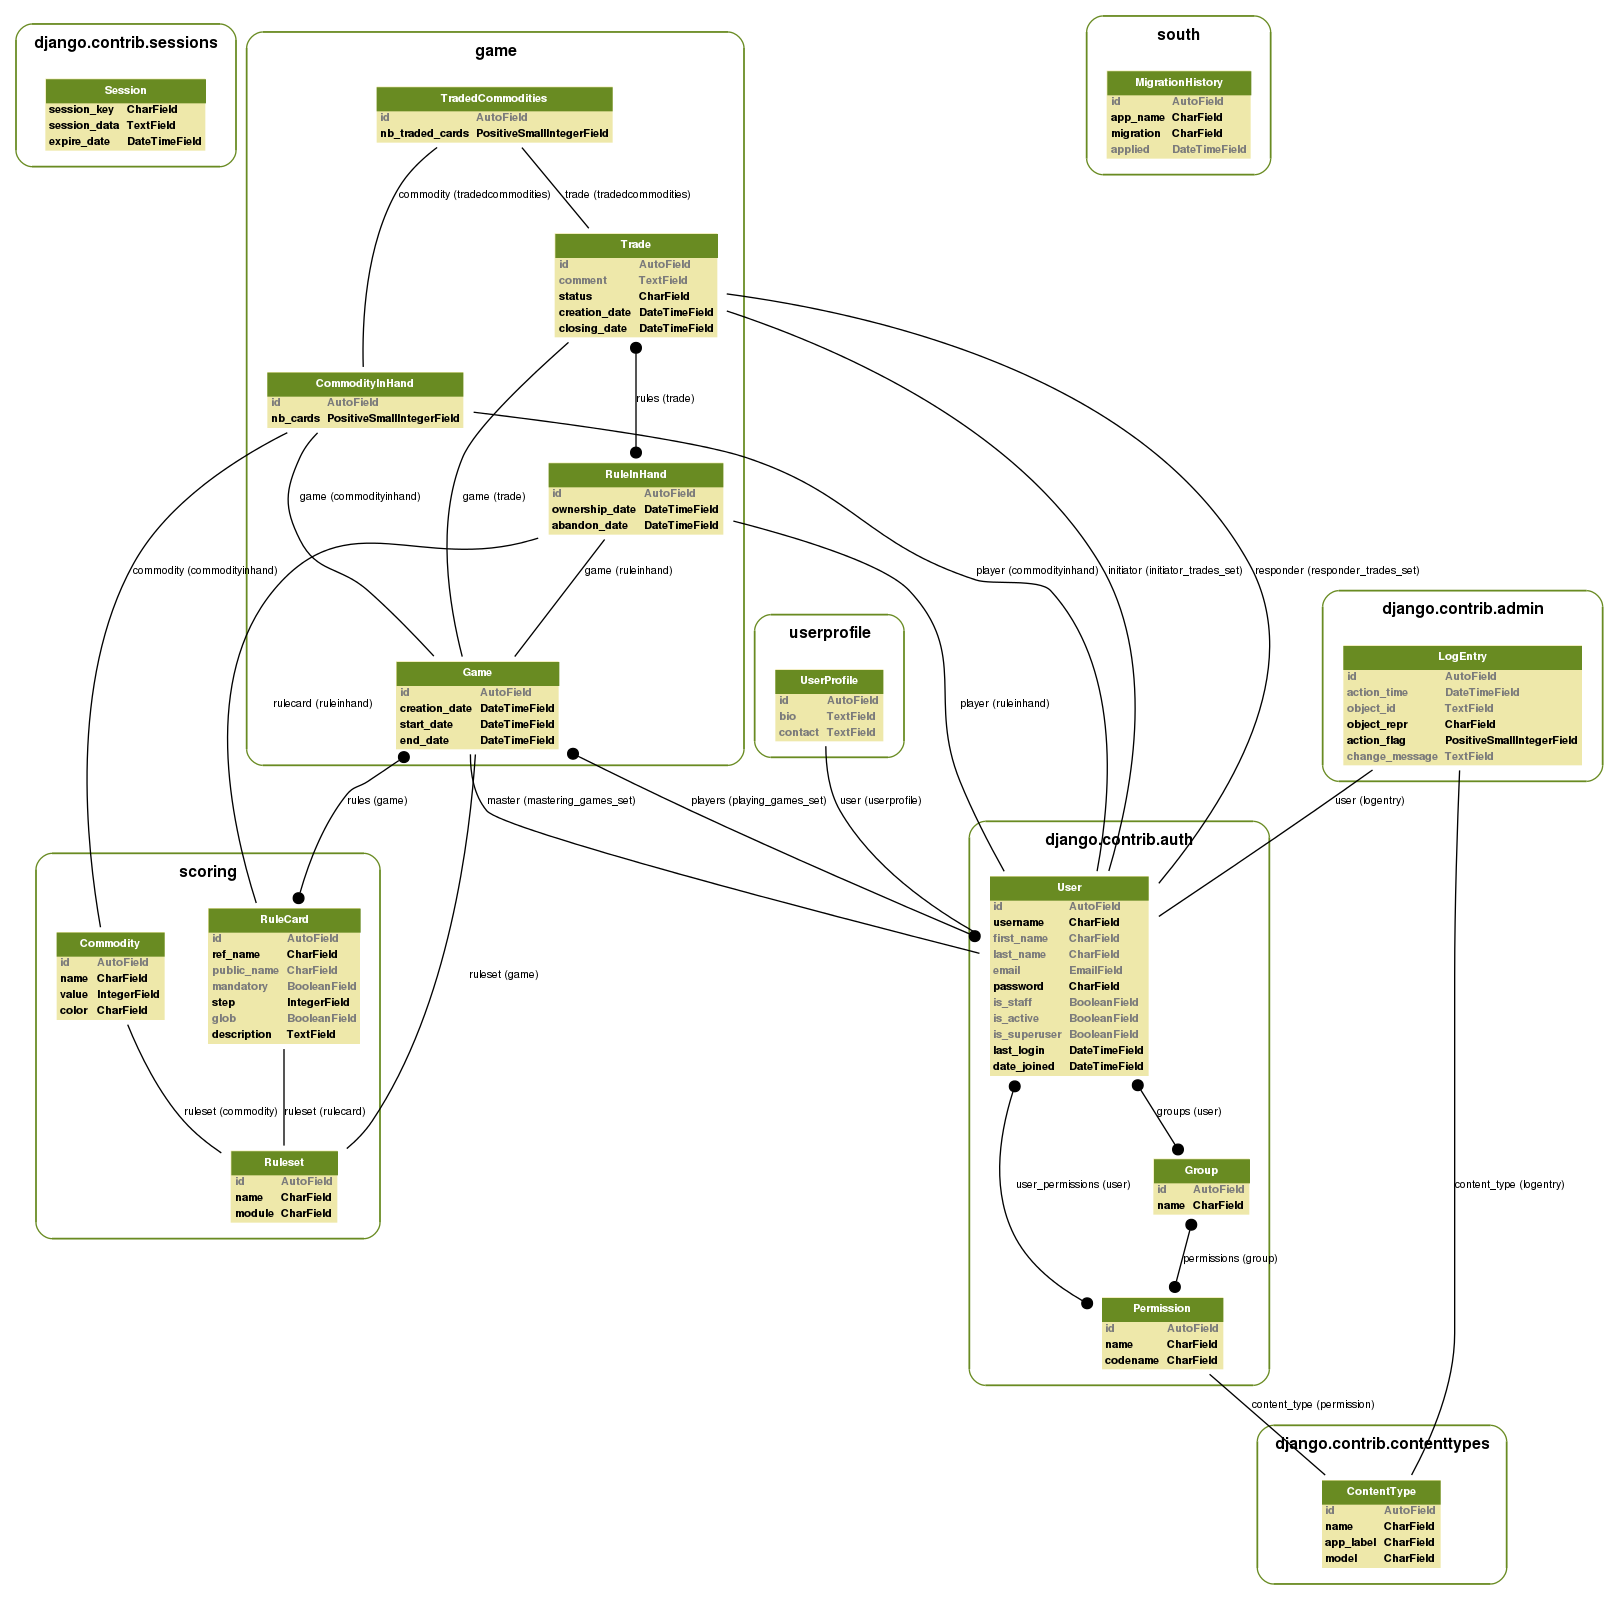 django.contrib.sessions
Session
session_key CharField
session_data TextField
expire_date DateTimeField
game
TradedCommodities
id AutoField
nb_traded_cards PositiveSmallIntegerField
commodity (tradedcommodities)
trade (tradedcommodities)
Trade
id AutoField
comment TextField
status CharField
creation_date DateTimeField
closing_date DateTimeField
CommodityInHand
id AutoField
nb_cards PositiveSmallIntegerField
rules (trade)
RuleInHand
id AutoField
ownership_date DateTimeField
abandon_date DateTimeField
game (commodityinhand)
game (trade)
game (ruleinhand)
commodity (commodityinhand)
player (commodityinhand)
initiator (initiator_trades_set)
responder (responder_trades_set)
Game
id AutoField
creation_date DateTimeField
start_date DateTimeField
end_date DateTimeField
rulecard (ruleinhand)
player (ruleinhand)
south
MigrationHistory
id AutoField
app_name CharField
migration CharField
applied DateTimeField
userprofile
UserProfile
id AutoField
bio TextField
contact TextField
django.contrib.admin
LogEntry
id AutoField
action_time DateTimeField
object_id TextField
object_repr CharField
action_flag PositiveSmallIntegerField
change_message TextField
rules (game)
master (mastering_games_set)
players (playing_games_set)
user (userprofile)
user (logentry)
scoring
Commodity
id AutoField
name CharField
value IntegerField
color CharField
RuleCard
id AutoField
ref_name CharField
public_name CharField
mandatory BooleanField
step IntegerField
glob BooleanField
description TextField
ruleset (game)
ruleset (commodity)
ruleset (rulecard)
Ruleset
id AutoField
name CharField
module CharField
django.contrib.auth
User
id AutoField
username CharField
first_name CharField
last_name CharField
email EmailField
password CharField
is_staff BooleanField
is_active BooleanField
is_superuser BooleanField
last_login DateTimeField
date_joined DateTimeField
groups (user)
user_permissions (user)
Group
id AutoField
name CharField
permissions (group)
Permission
id AutoField
name CharField
codename CharField
content_type (logentry)
content_type (permission)
django.contrib.contenttypes
ContentType
id AutoField
name CharField
app_label CharField
model CharField